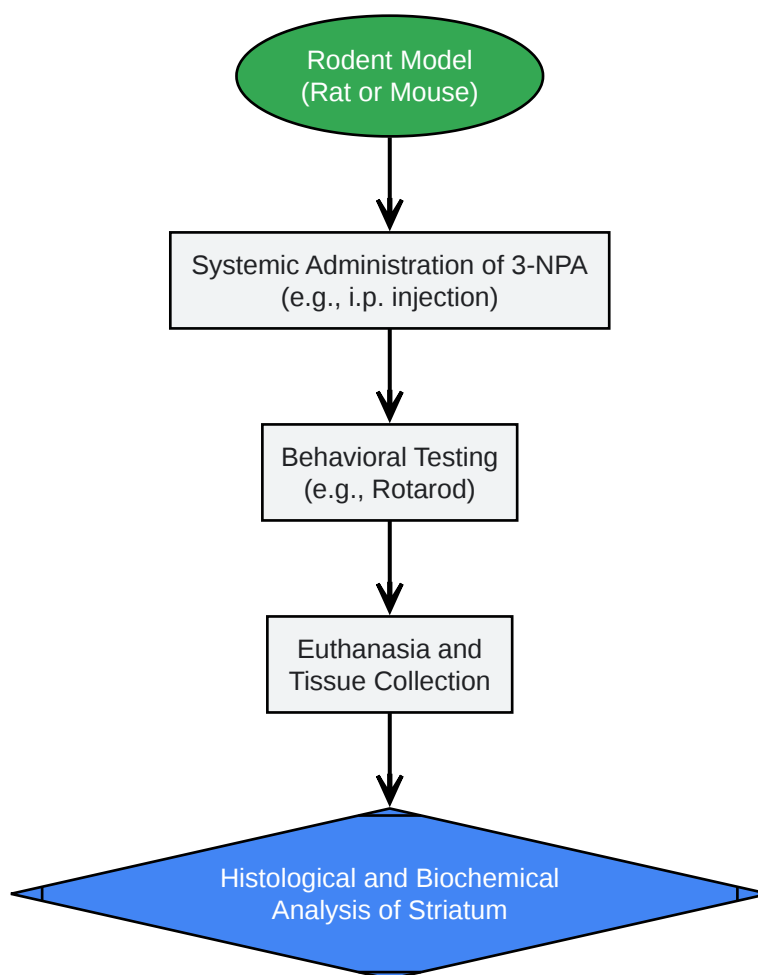 Rodent Model
(Rat or Mouse)
Systemic Administration of 3-NPA
(e.g., i.p. injection)
Behavioral Testing
(e.g., Rotarod)
Euthanasia and
Tissue Collection
Histological and Biochemical
Analysis of Striatum